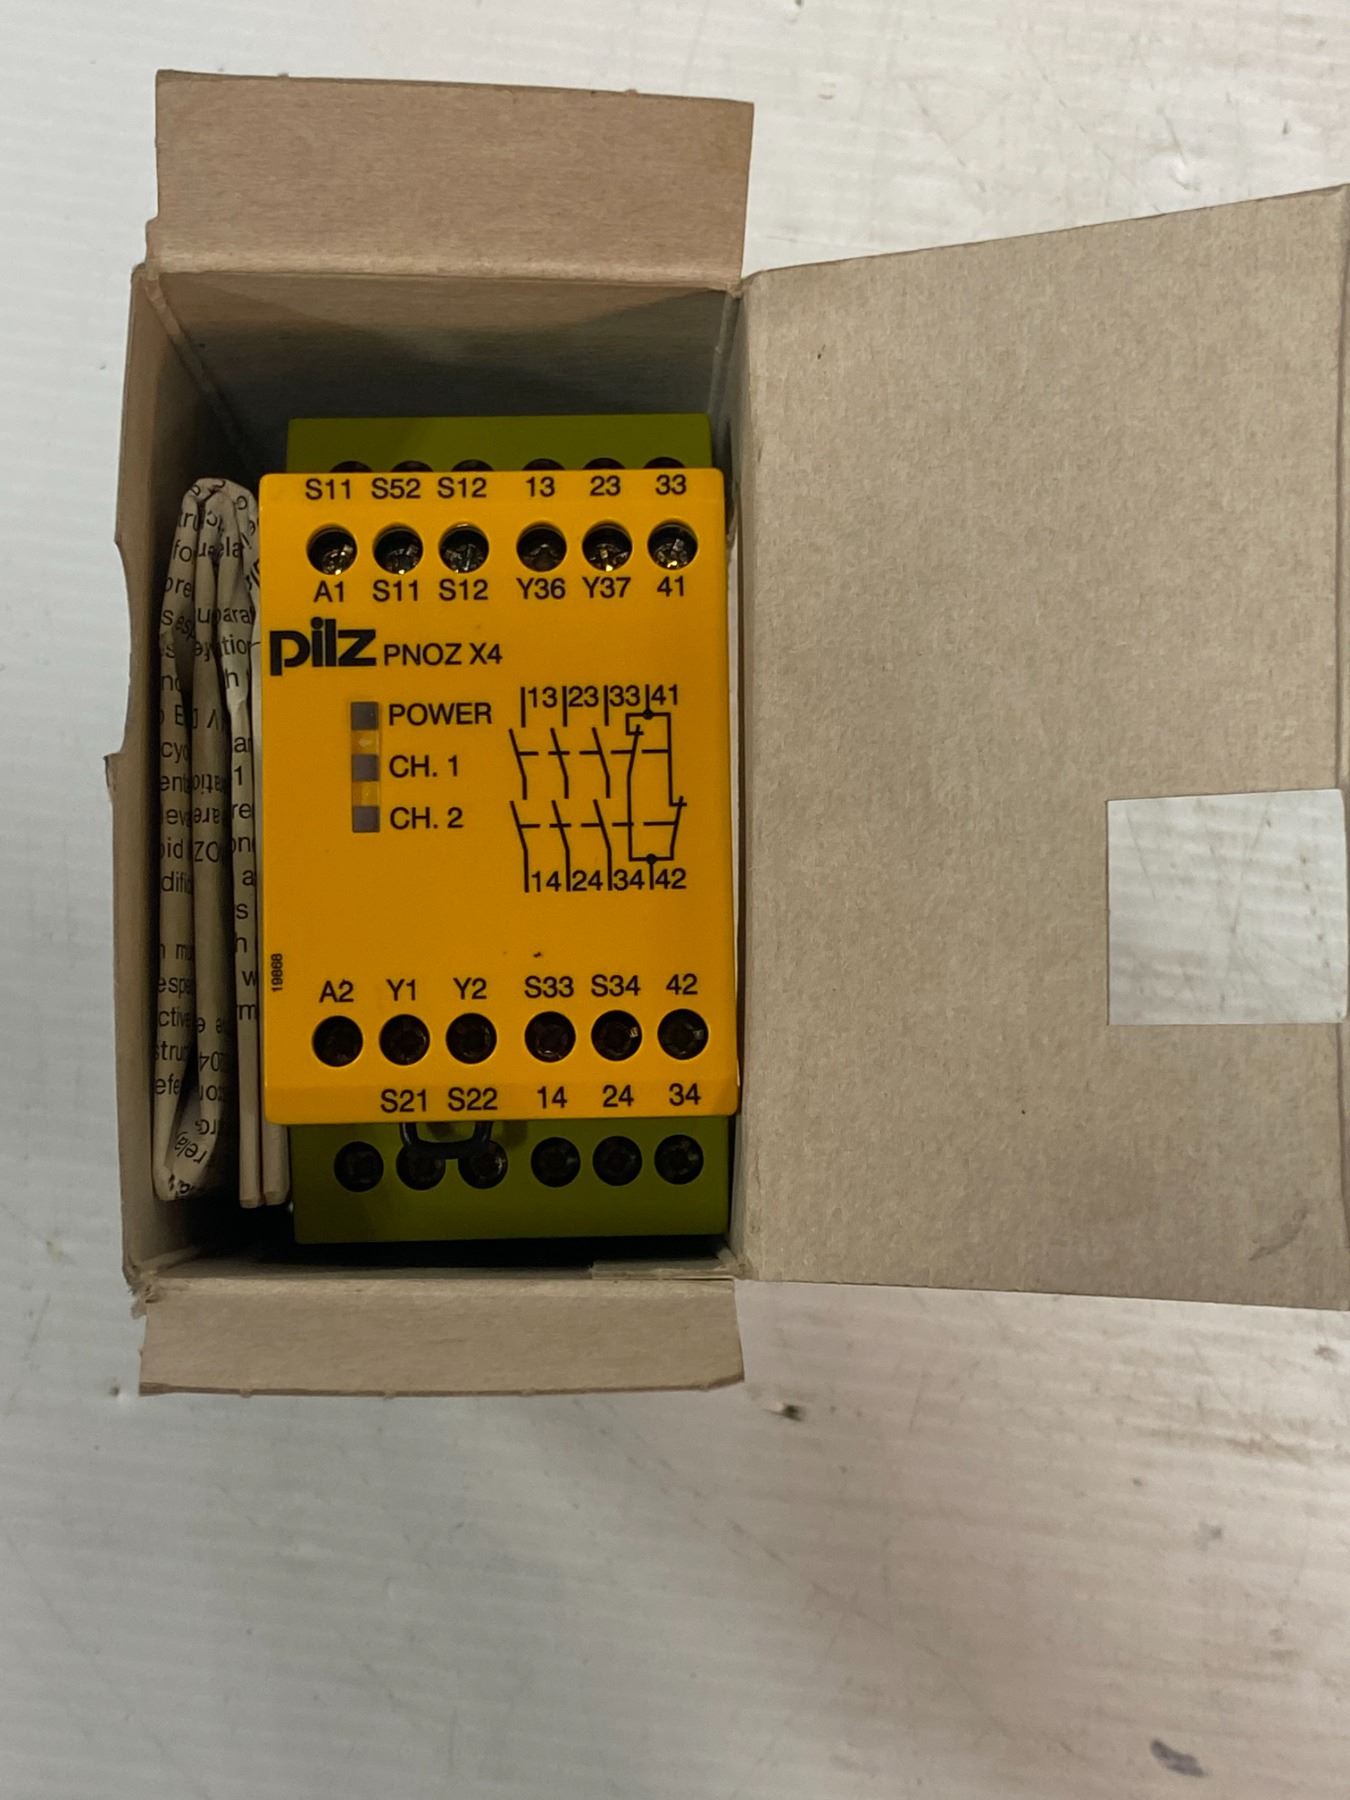 S11 S52 S12 13 23 33
A1 S11 S12 Y36 Y37 41
pilz PNOZ X4
13 23 33 41
POWER
CH. 1
CH. 2
14 24 34 42
19868
A2 Y1 Y2 S33 S34 42
S21 S22 14 24 34